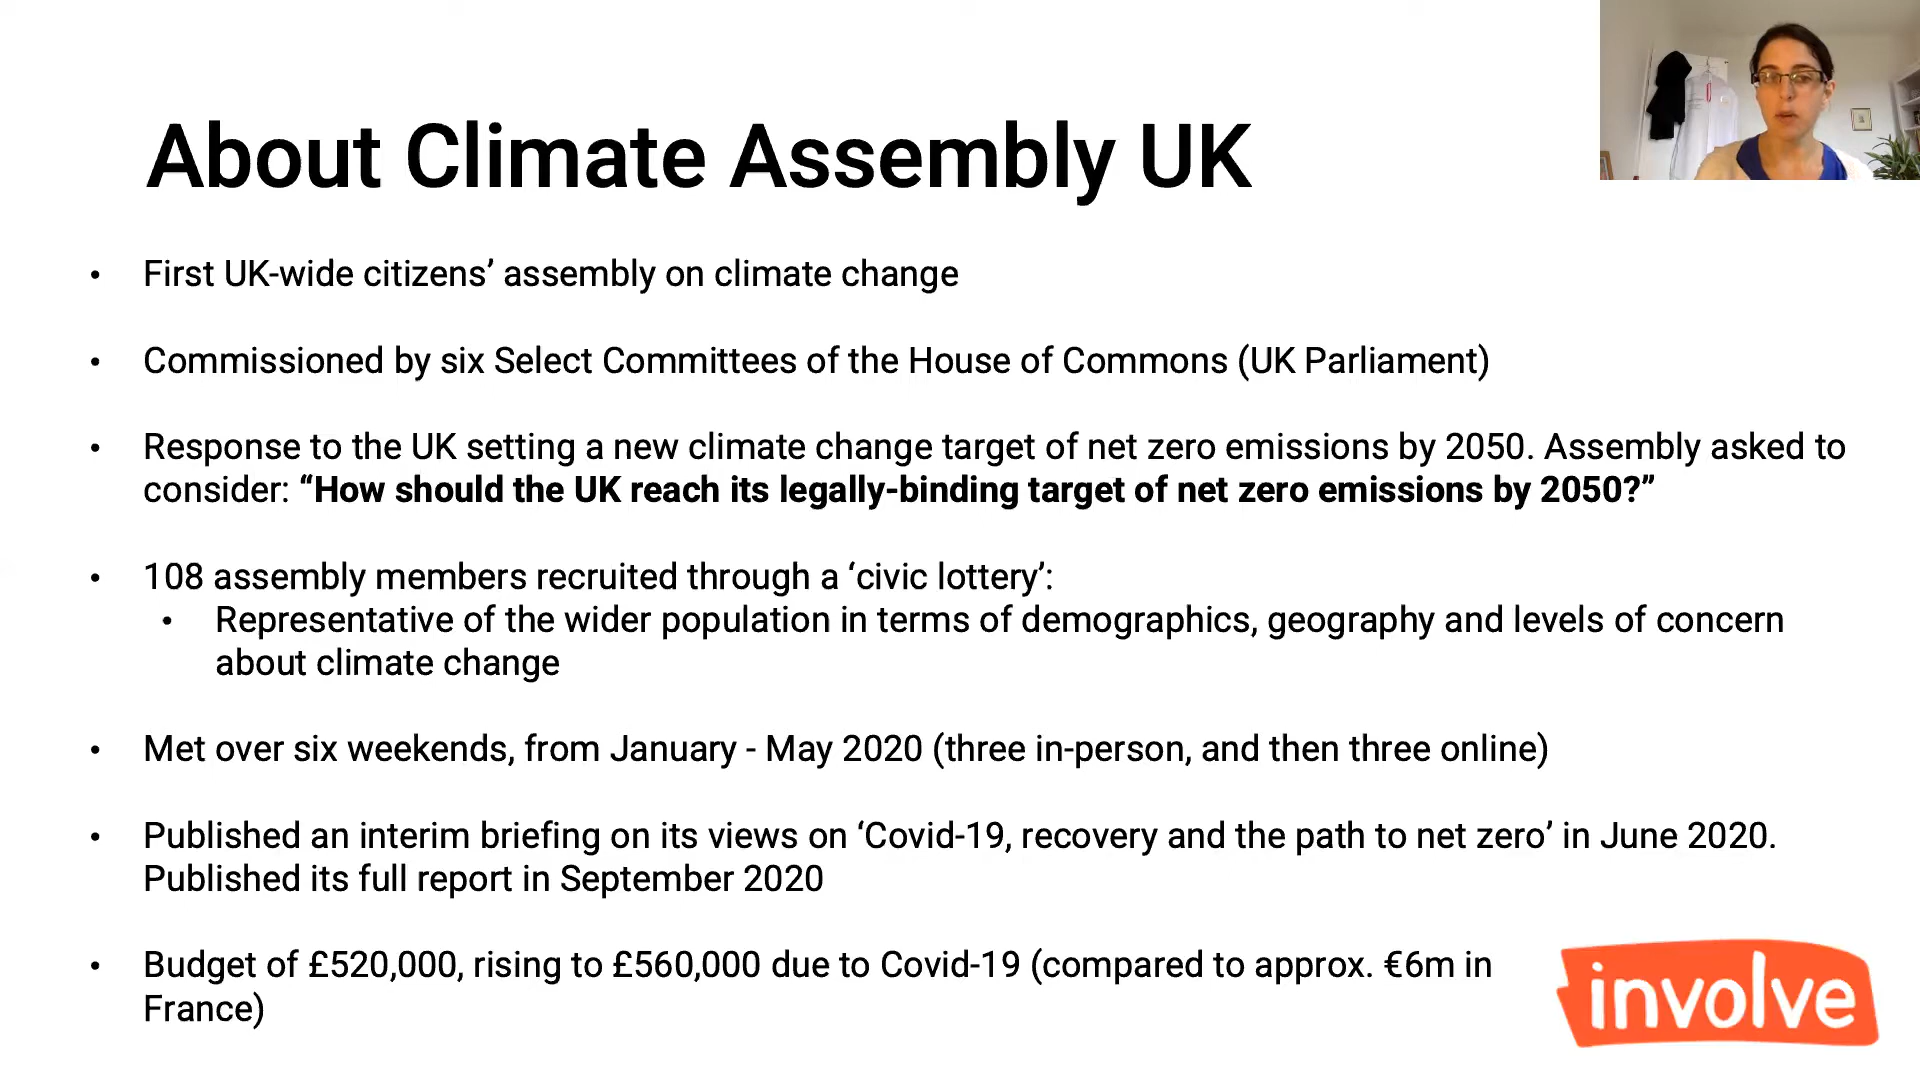 About Climate Assembly UK
• First UK-wide citizens’ assembly on climate change
• Commissioned by six Select Committees of the House of Commons (UK Parliament)
• Response to the UK setting a new climate change target of net zero emissions by 2050. Assembly asked to
consider: “How should the UK reach its legally-binding target of net zero emissions by 2050?”
• 108 assembly members recruited through a ‘civic lottery’:
• Representative of the wider population in terms of demographics, geography and levels of concern
about climate change
• Met over six weekends, from January - May 2020 (three in-person, and then three online)
• Published an interim briefing on its views on ‘Covid-19, recovery and the path to net zero’ in June 2020.
Published its full report in September 2020
• Budget of £520,000, rising to £560,000 due to Covid-19 (compared to approx. €6m in
France)
involve